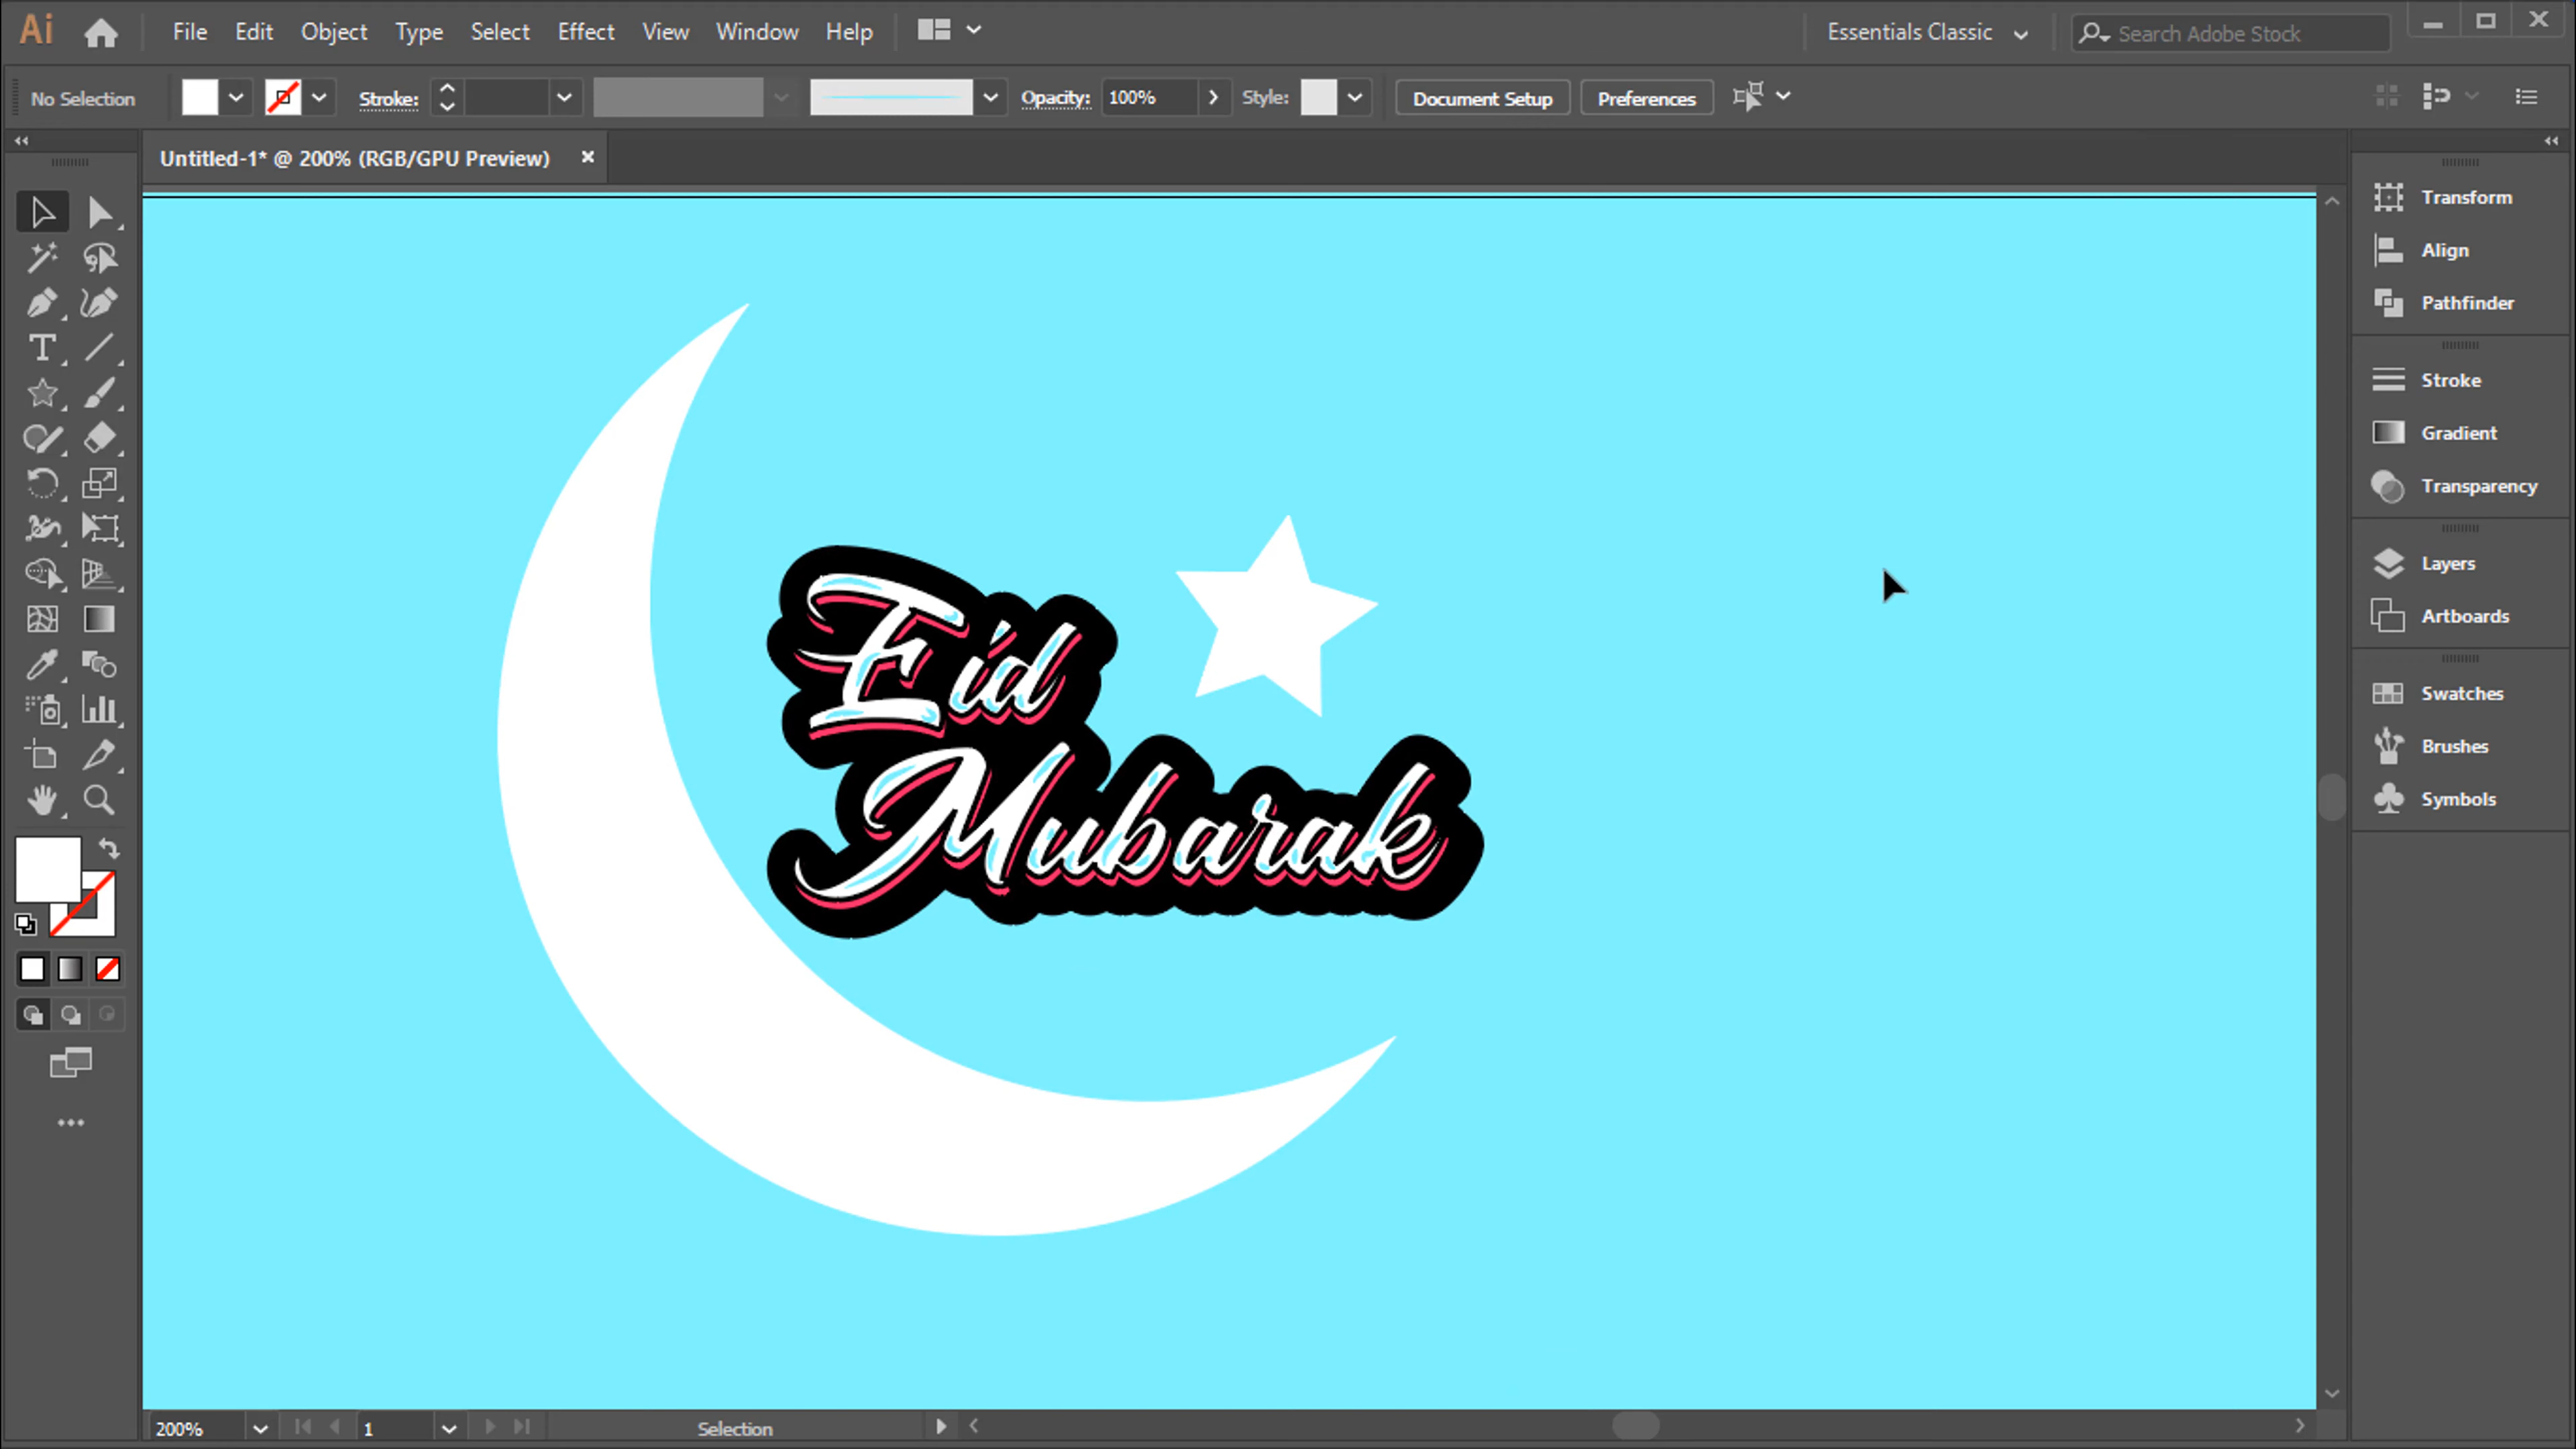 Ai File Edit Object Type Select Effect View Window Help Essentials Classic Search Adobe Stock
No Selection Stroke: Opacity: 100% Style: Document Setup Preferences
Untitled-1* @ 200% (RGB/GPU Preview)
Transform
Align
Pathfinder
Stroke
Gradient
Transparency
Layers
Artboards
Swatches
Brushes
Symbols
Eid
Mubarak
200% 1 Selection